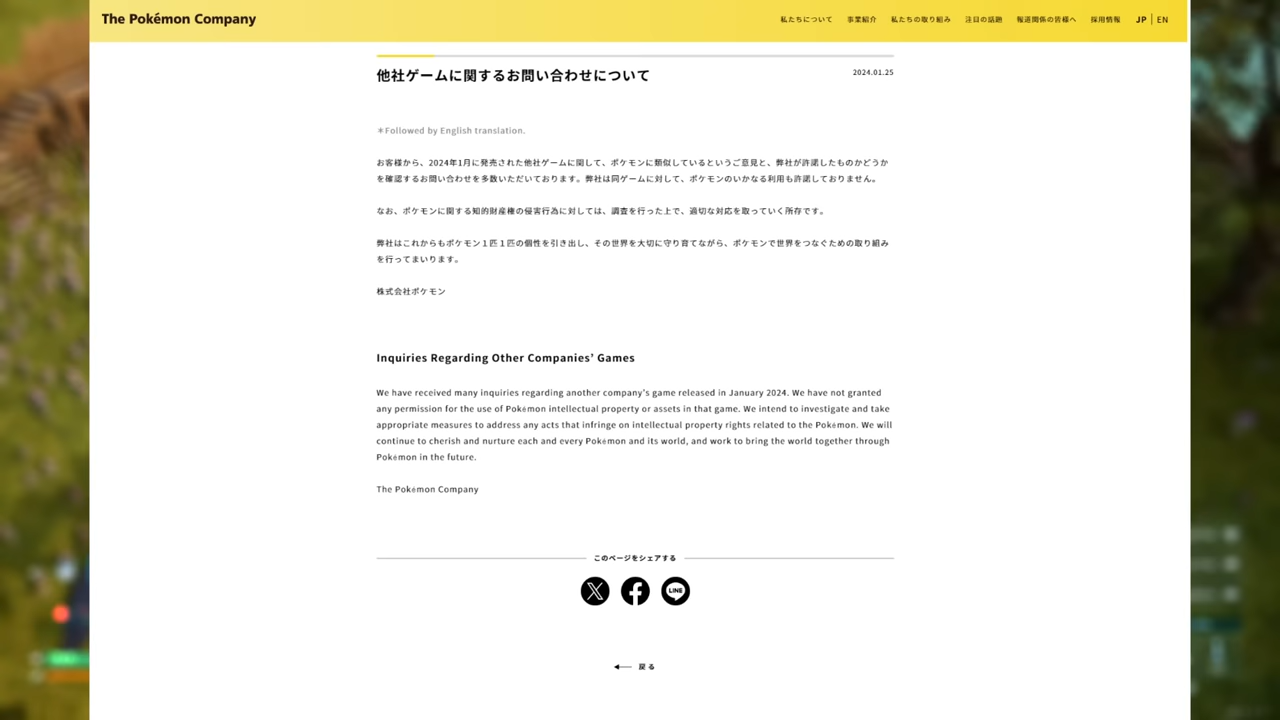 The Pokémon Company
私たちについて 事業紹介 私たちの取り組み 注目の話題 報道関係の皆様へ 採用情報 JP | EN
他社ゲームに関するお問い合わせについて
2024.01.25
＊Followed by English translation.
お客様から、2024年1月に発売された他社ゲームに関して、ポケモンに類似しているというご意見と、弊社が許諾したものかどうか
を確認するお問い合わせを多数いただいております。弊社は同ゲームに対して、ポケモンのいかなる利用も許諾しておりません。
なお、ポケモンに関する知的財産権の侵害行為に対しては、調査を行った上で、適切な対応を取っていく所存です。
弊社はこれからもポケモン１匹１匹の個性を引き出し、その世界を大切に守り育てながら、ポケモンで世界をつなぐための取り組み
を行ってまいります。
株式会社ポケモン
Inquiries Regarding Other Companies’ Games
We have received many inquiries regarding another company’s game released in January 2024. We have not granted
any permission for the use of Pokémon intellectual property or assets in that game. We intend to investigate and take
appropriate measures to address any acts that infringe on intellectual property rights related to the Pokémon. We will
continue to cherish and nurture each and every Pokémon and its world, and work to bring the world together through
Pokémon in the future.
The Pokémon Company
このページをシェアする
LINE
戻る